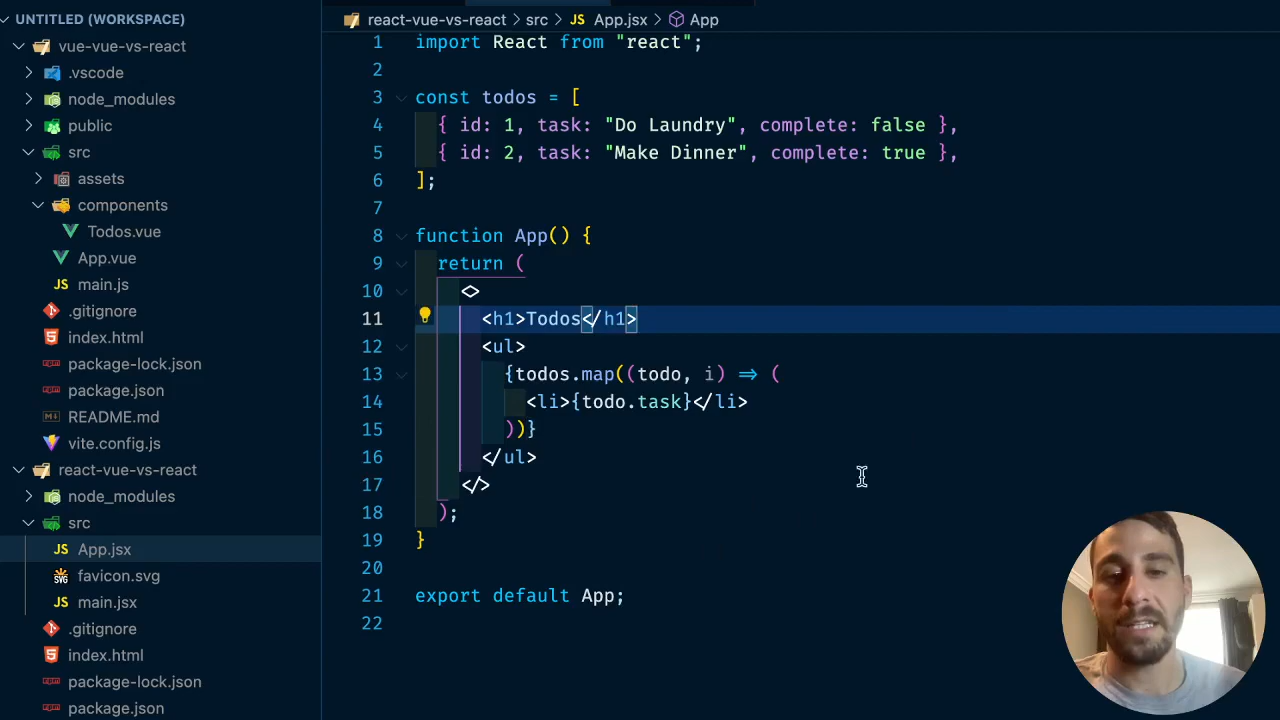 UNTITLED (WORKSPACE)
vue-vue-vs-react
.vscode
node_modules
public
src
assets
components
Todos.vue
App.vue
main.js
.gitignore
index.html
package-lock.json
package.json
README.md
vite.config.js
react-vue-vs-react
node_modules
src
App.jsx
favicon.svg
main.jsx
.gitignore
index.html
package-lock.json
package.json
react-vue-vs-react > src > JS App.jsx > App
1 import React from "react";
2
3 const todos = [
4 { id: 1, task: "Do Laundry", complete: false },
5 { id: 2, task: "Make Dinner", complete: true },
6 ];
7
8 function App() {
9 return (
10 <>
11 <h1>Todos</h1>
12 <ul>
13 {todos.map((todo, i) => (
14 <li>{todo.task}</li>
15 ))}
16 </ul>
17 </>
18 );
19 }
20
21 export default App;
22